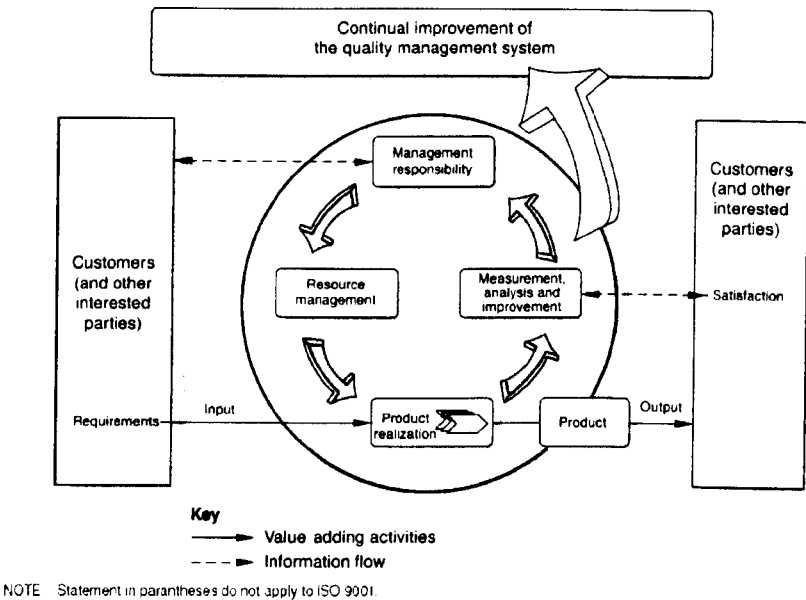 Continual improvement of
the quality management system
Management
responsibility
Customers
(and other
interested
parties)
Customers
(and other
interested
parties)
Resource
management
Measurement,
analysis and
improvement
Satisfaction
Requirements
Input
Product
realization
Product
Output
Key
Value adding activities
Information flow
NOTE Statement in parantheses do not apply to ISO 9001.